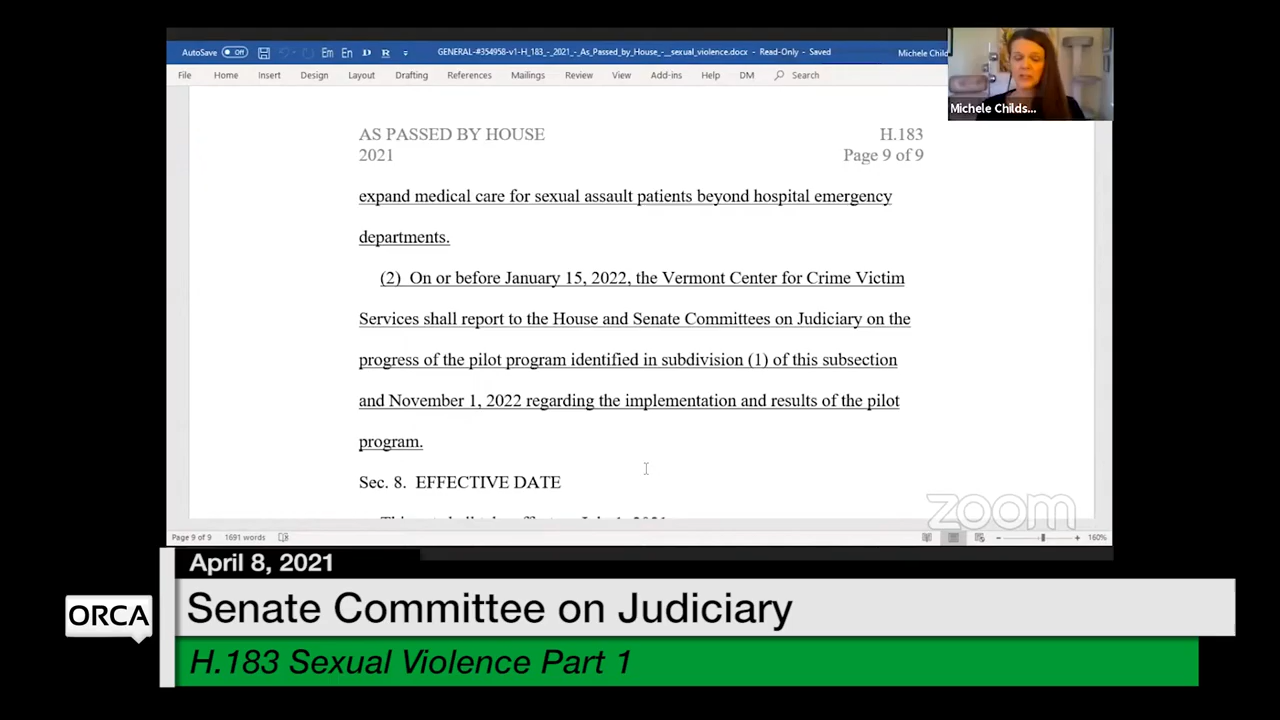 AutoSave Off Em En D R GENERAL-#354958-v1-H_183_-_2021_-_As_Passed_by_House_-__sexual_violence.docx - Read-Only - Saved Michele Child
File Home Insert Design Layout Drafting References Mailings Review View Add-ins Help DM Search
Michele Childs...
AS PASSED BY HOUSE H.183
2021 Page 9 of 9
expand medical care for sexual assault patients beyond hospital emergency
departments.
(2) On or before January 15, 2022, the Vermont Center for Crime Victim
Services shall report to the House and Senate Committees on Judiciary on the
progress of the pilot program identified in subdivision (1) of this subsection
and November 1, 2022 regarding the implementation and results of the pilot
program.
Sec. 8. EFFECTIVE DATE
zoom
Page 9 of 9 1691 words 160%
April 8, 2021
ORCA
Senate Committee on Judiciary
H.183 Sexual Violence Part 1